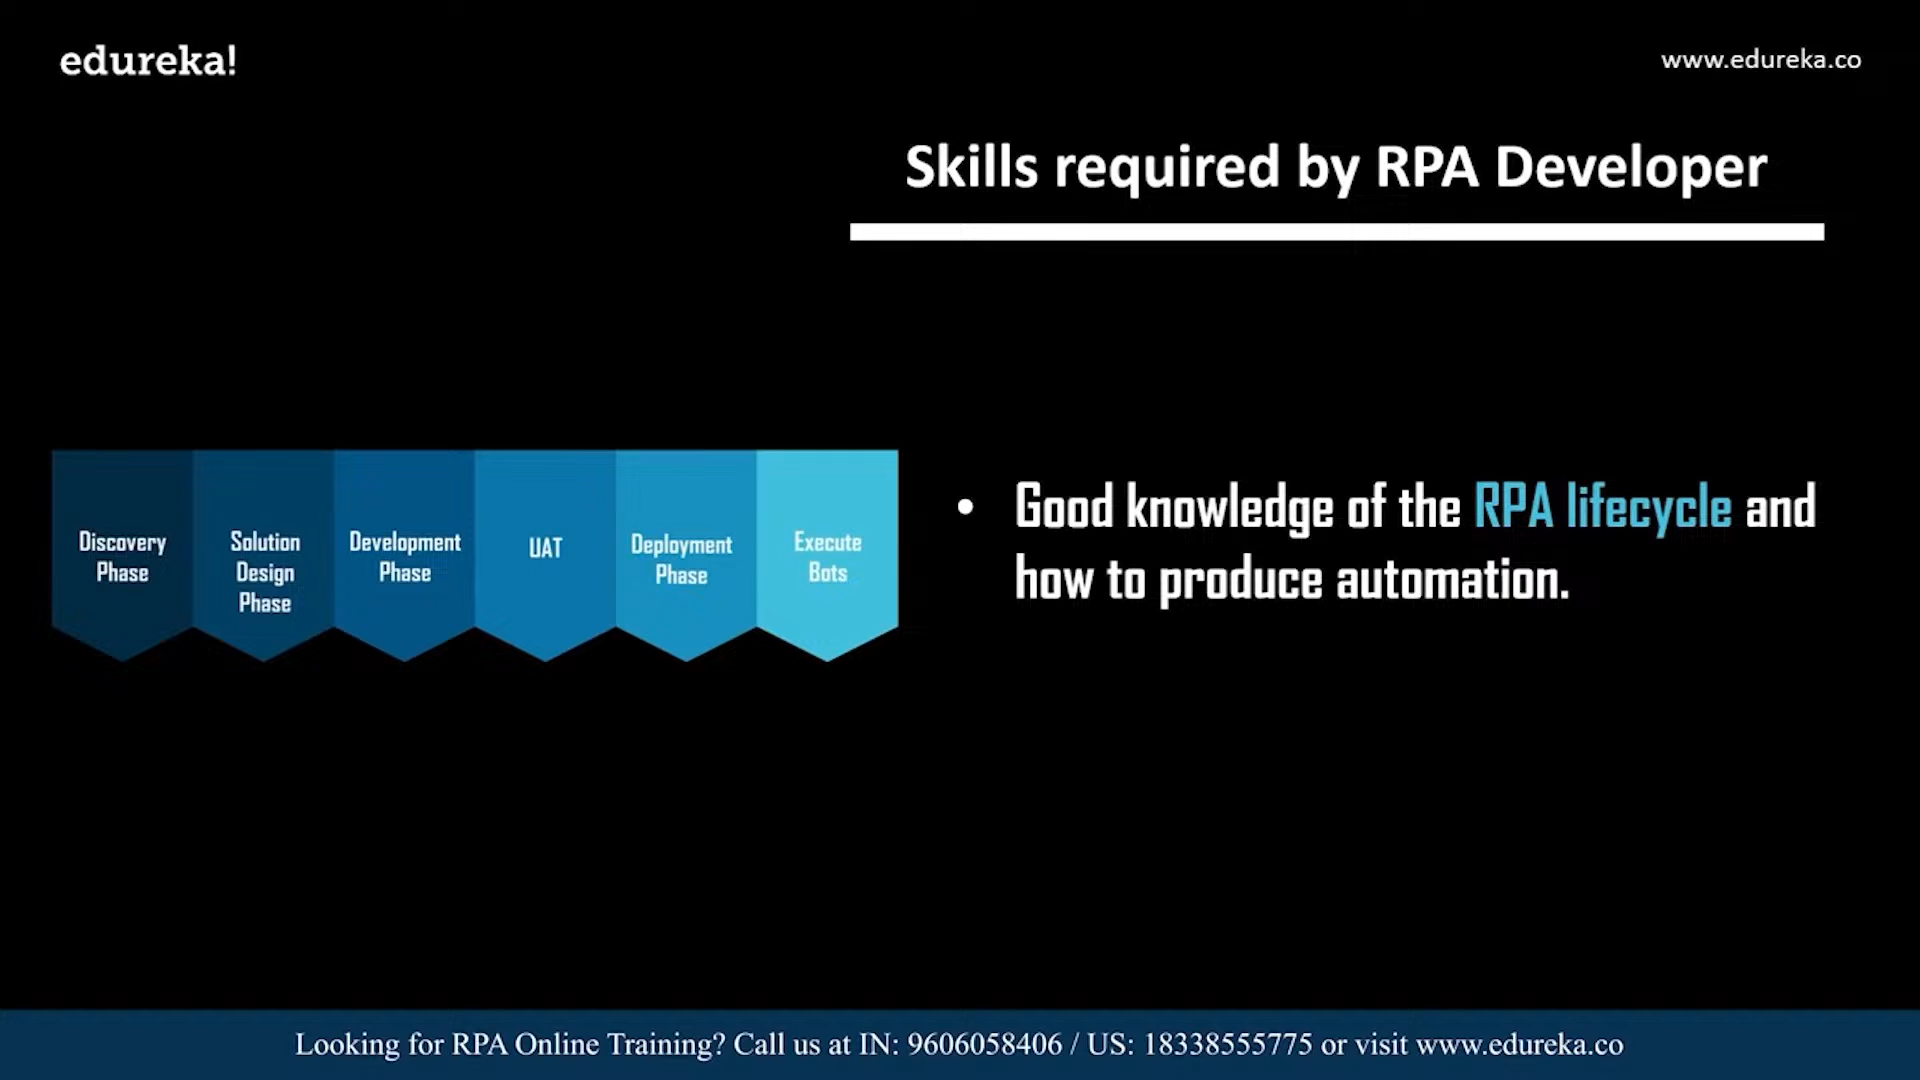 edureka!
www.edureka.co
Skills required by RPA Developer
Discovery
Phase
Solution
Design
Phase
Development
Phase
UAT
Deployment
Phase
Execute
Bots
• Good knowledge of the RPA lifecycle and
how to produce automation.
Looking for RPA Online Training? Call us at IN: 9606058406 / US: 18338555775 or visit www.edureka.co